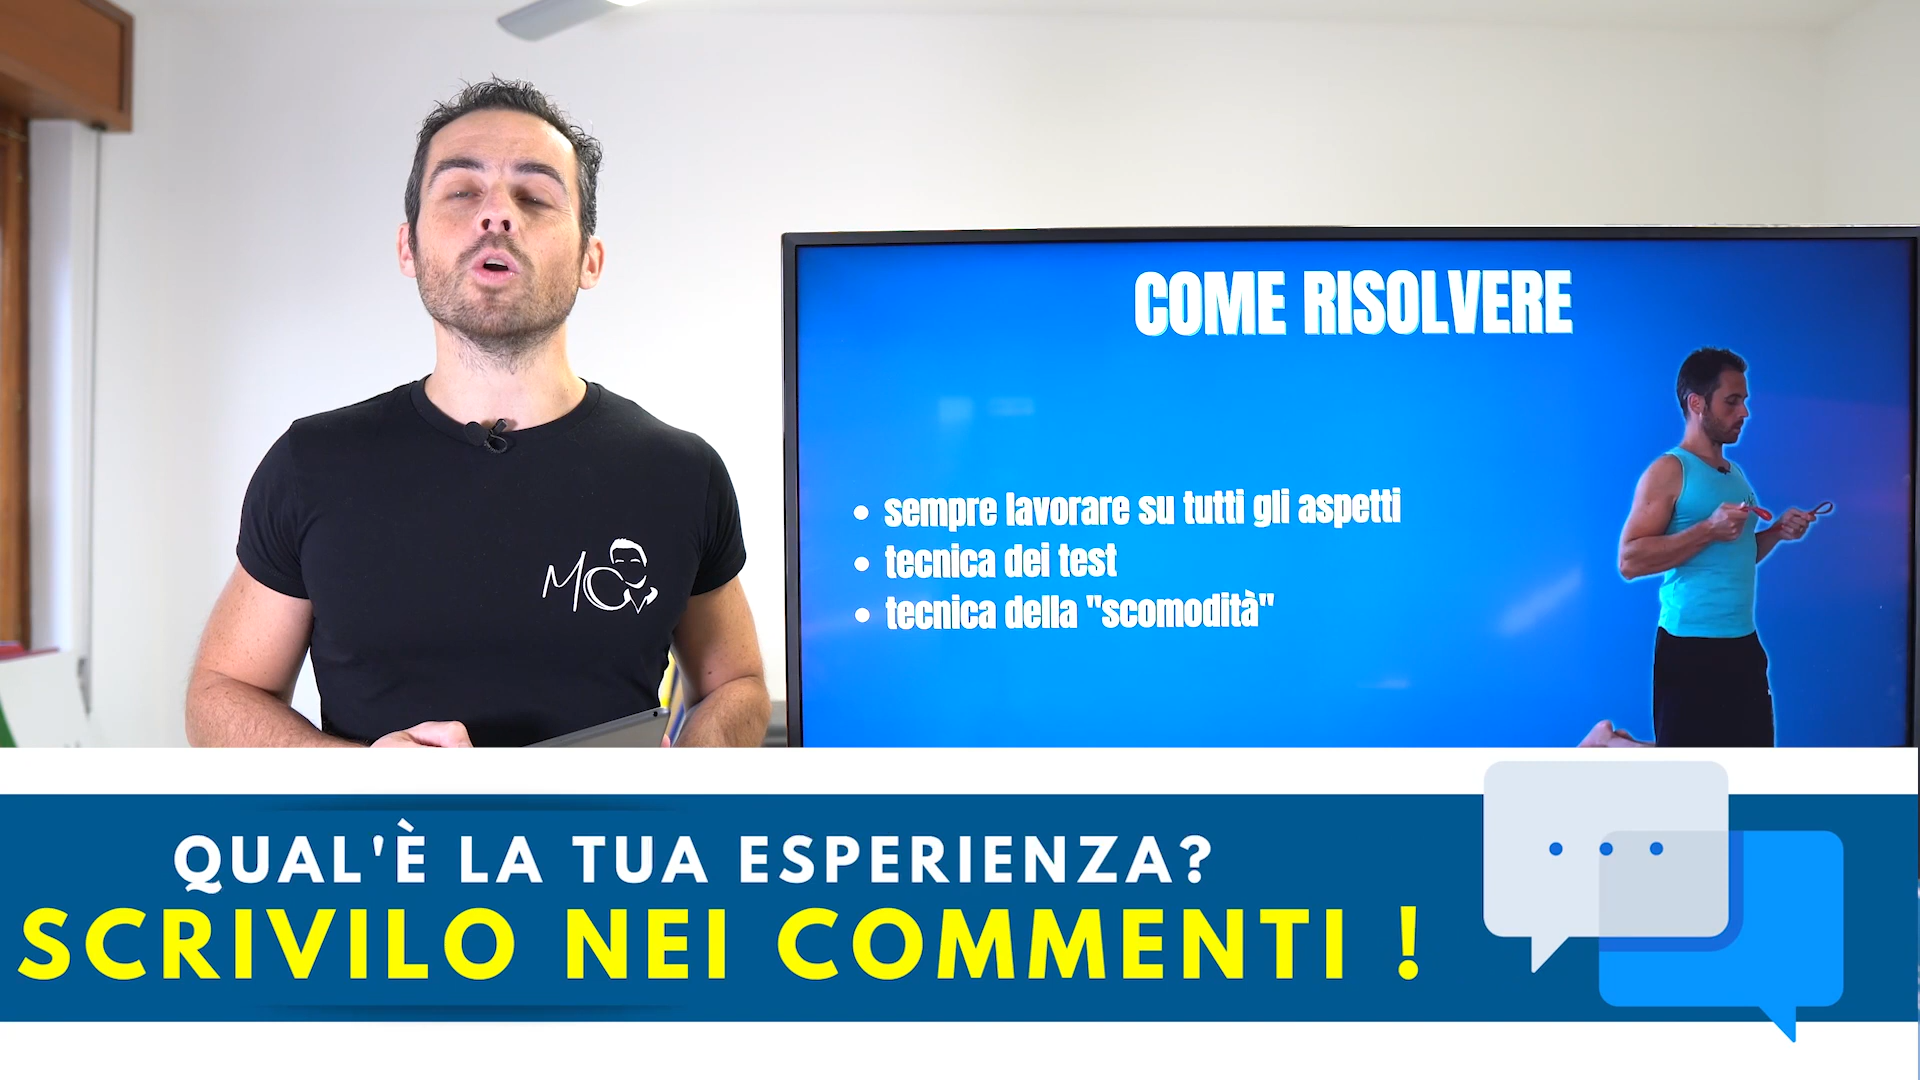 COME RISOLVERE
• sempre lavorare su tutti gli aspetti
• tecnica dei test
• tecnica della "scomodità"
MC
QUAL'È LA TUA ESPERIENZA?
SCRIVILO NEI COMMENTI !